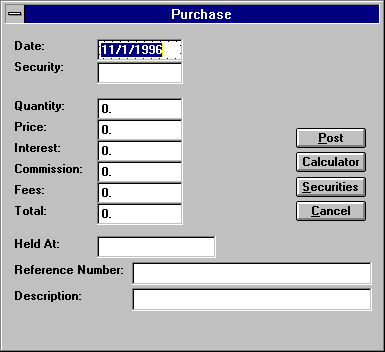 Purchase
Date: 11/1/1996
Security:
Quantity: 0.
Price: 0.
Interest: 0.
Commission: 0.
Fees: 0.
Total: 0.
Post
Calculator
Securities
Cancel
Held At:
Reference Number:
Description: